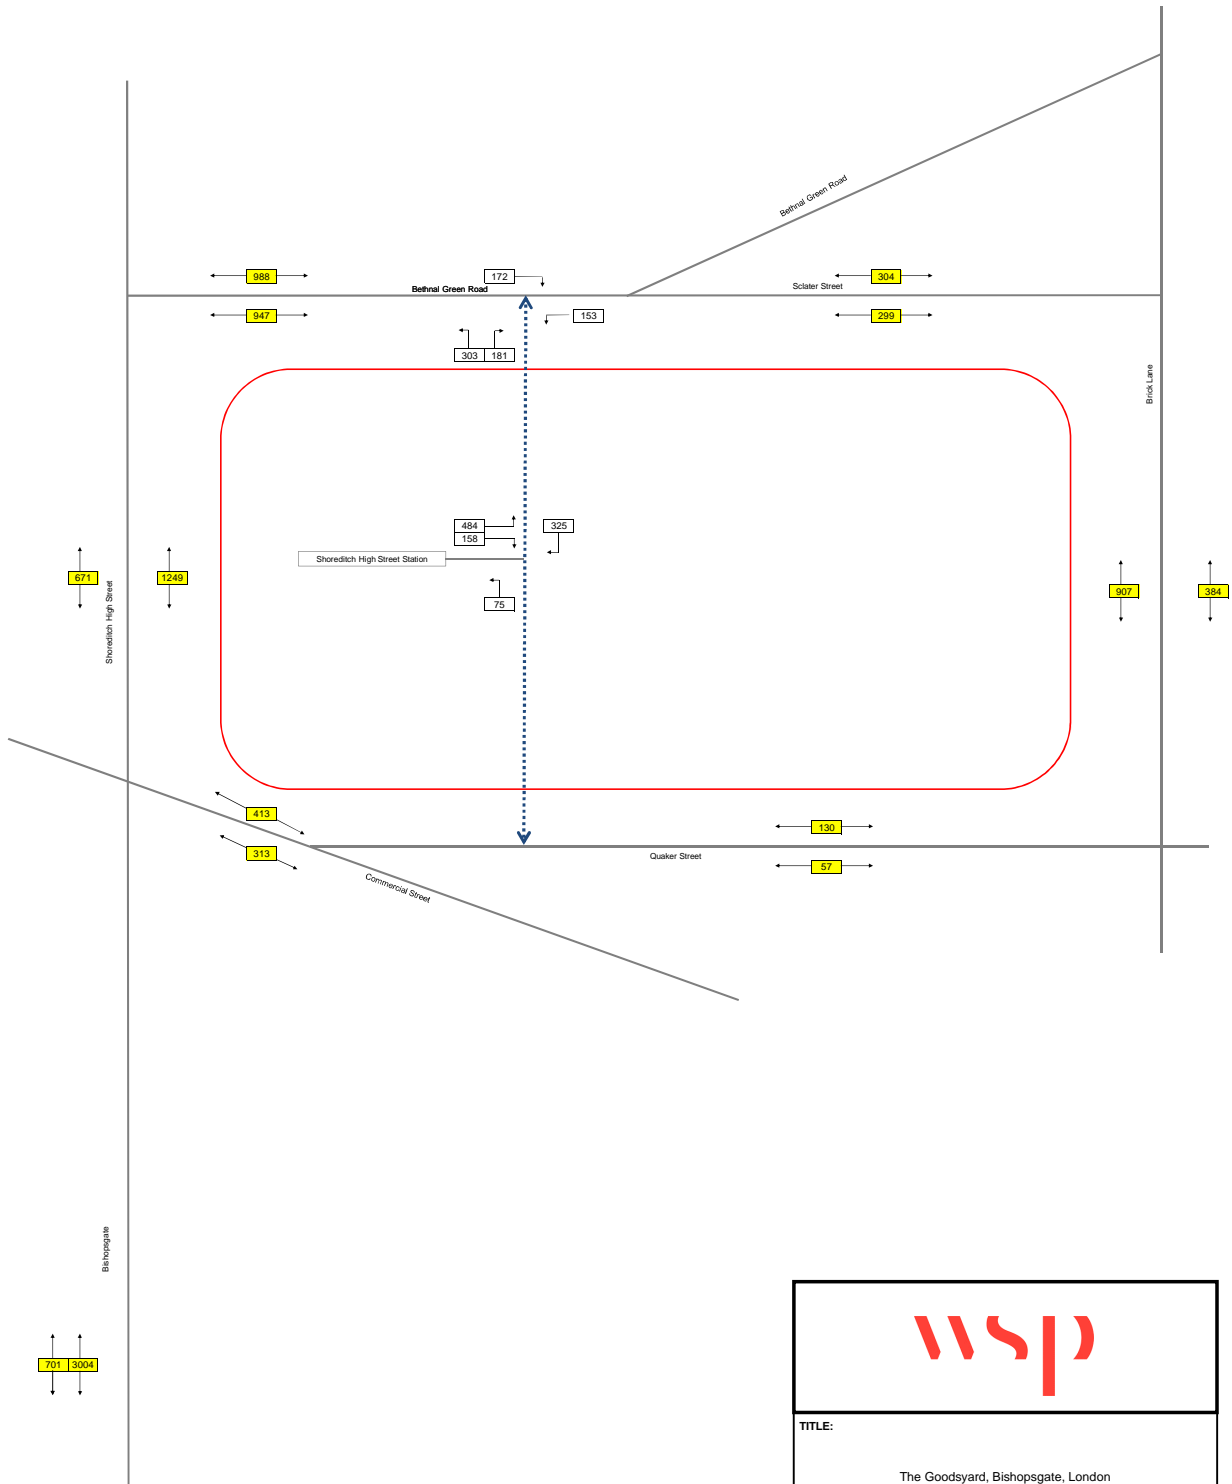 Bethnal Green Road
988
172
304
Bethnal Green Road
Sclater Street
947
153
299
303 181
Brick Lane
484
325
158
Shoreditch High Street Station
671
1249
75
907
384
Shoreditch High Street
413
130
313
Quaker Street
57
Commercial Street
Bishopsgate
701 3004
wsp
TITLE:
The Goodsyard, Bishopsgate, London